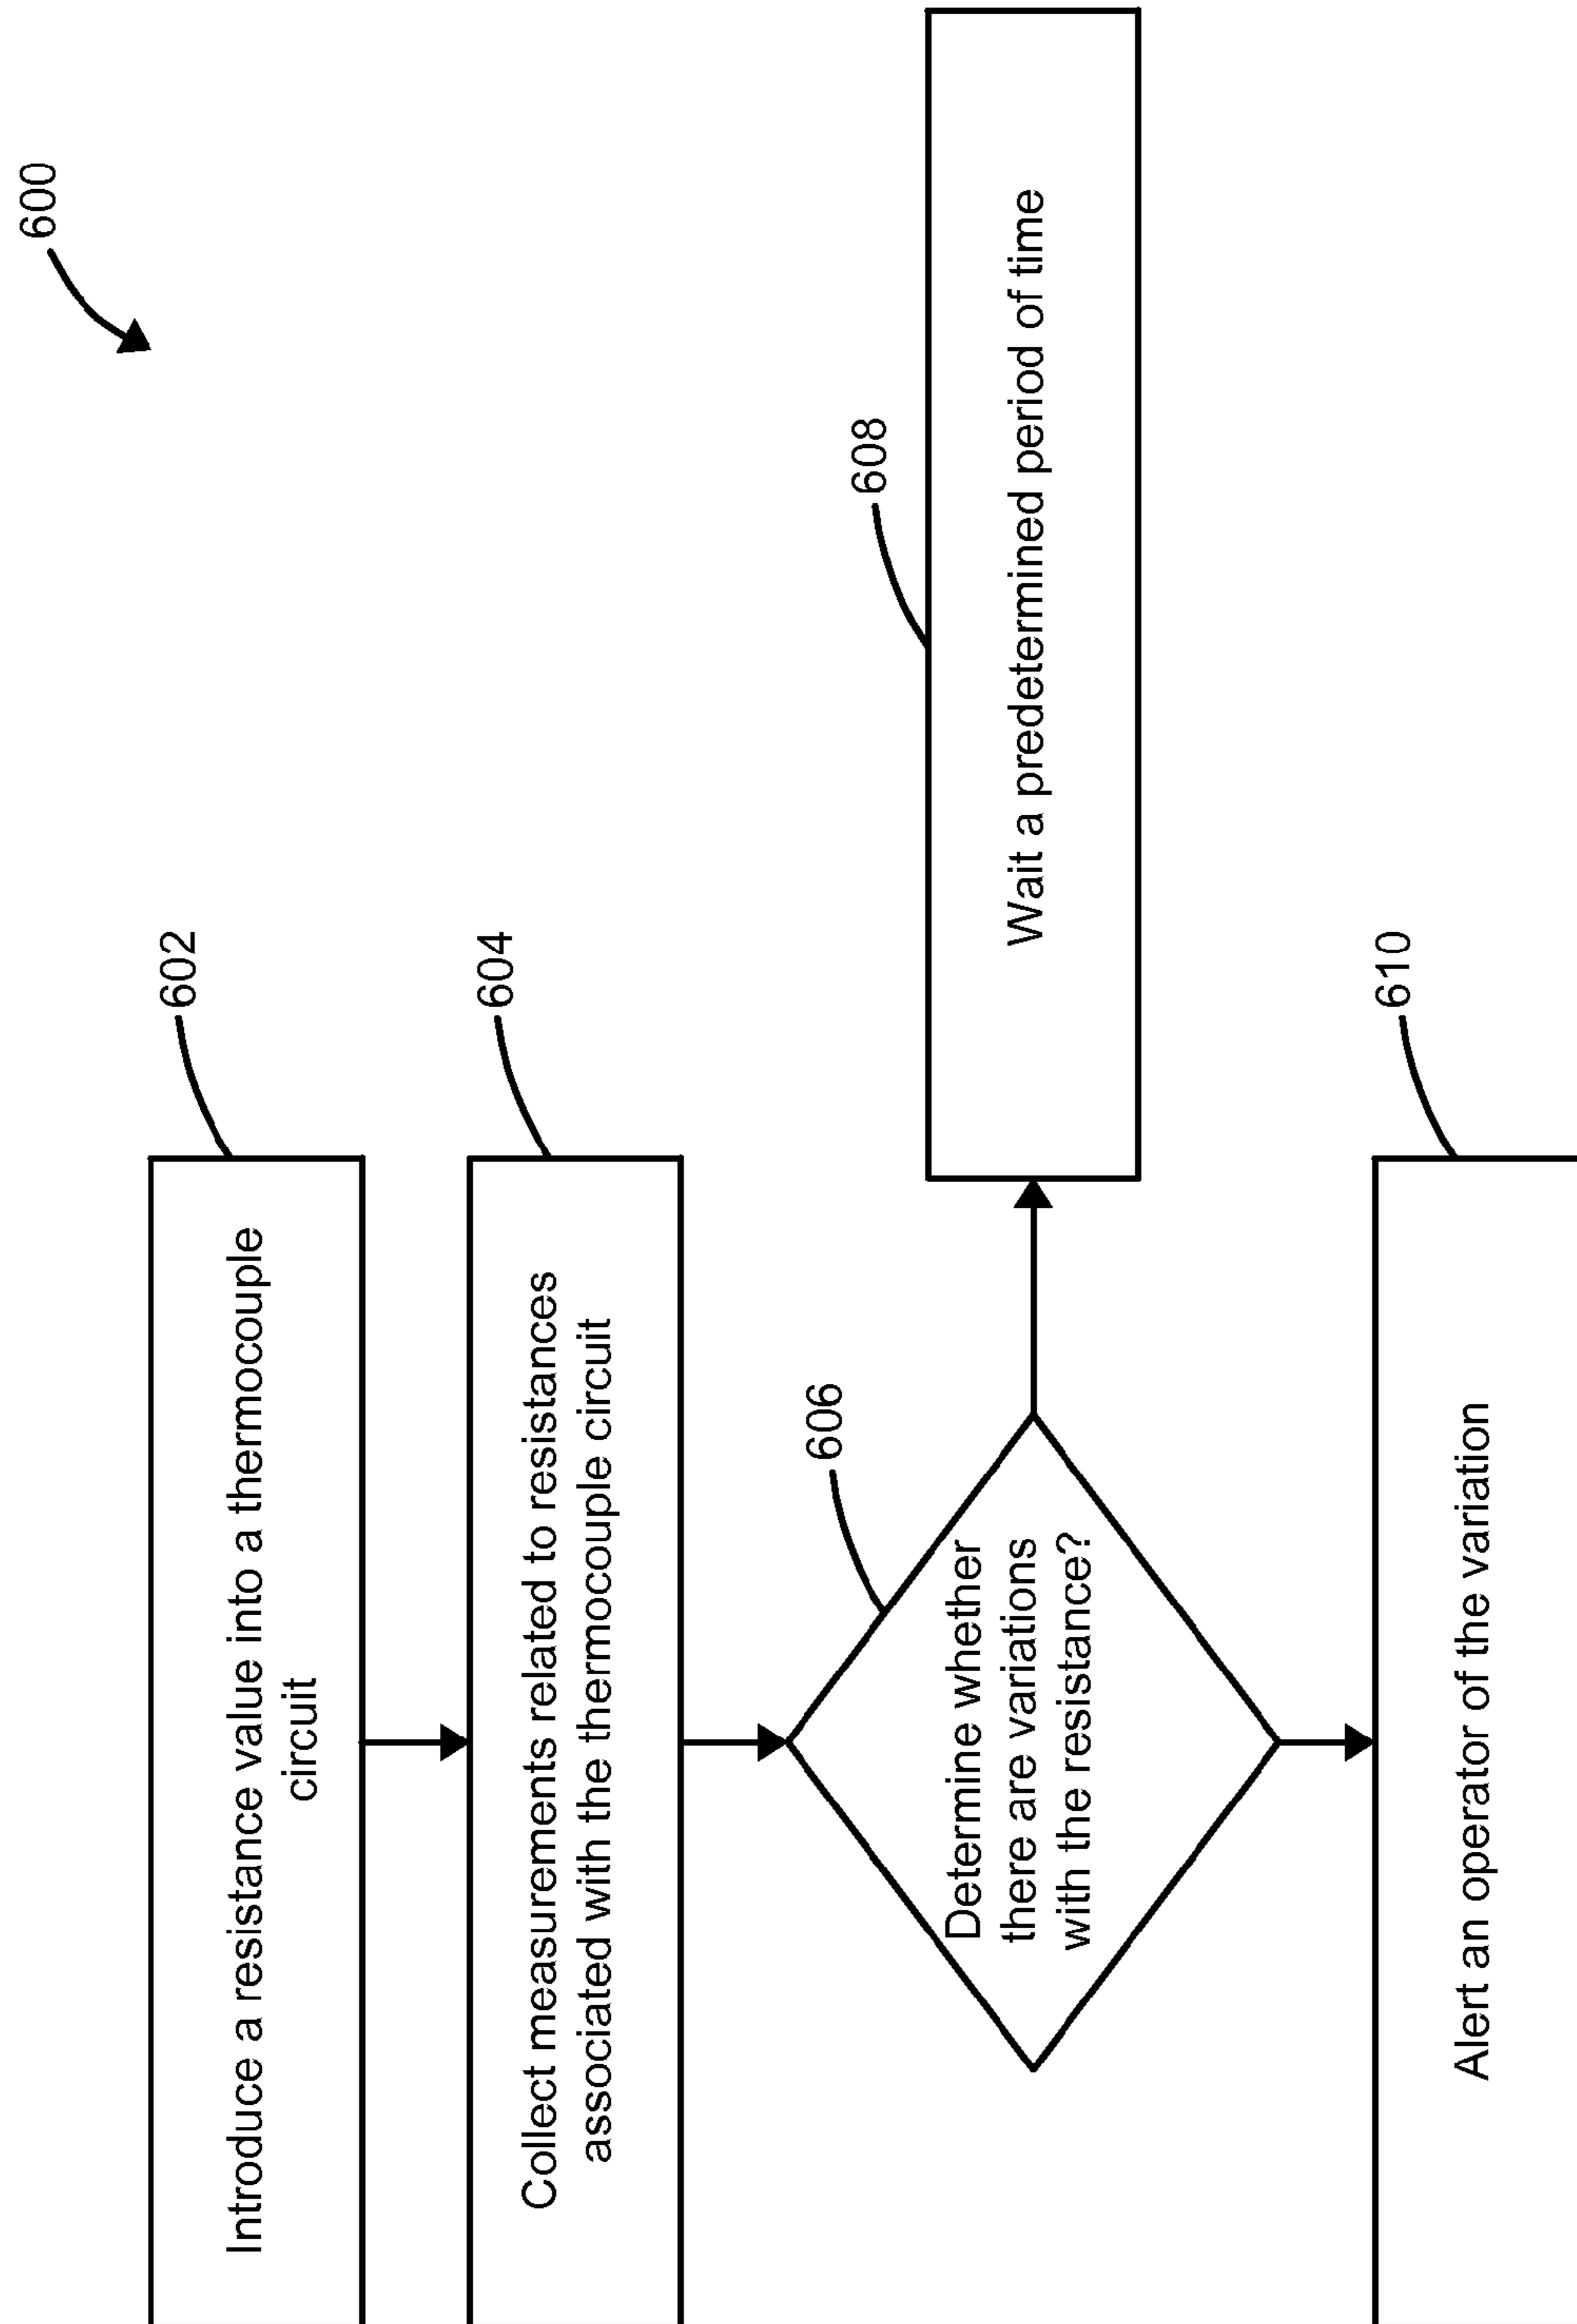 600
602
Introduce a resistance value into a thermocouple
circuit
604
Collect measurements related to resistances
associated with the thermocouple circuit
606
Determine whether
there are variations
with the resistance?
608
Wait a predetermined period of time
610
Alert an operator of the variation